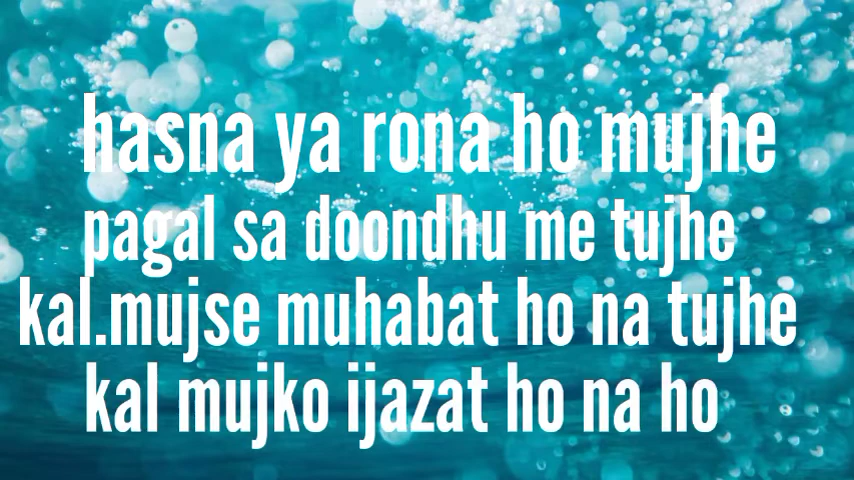 hasna ya rona ho mujhe
pagal sa doondhu me tujhe
kal.mujse muhabat ho na tujhe
kal mujko ijazat ho na ho